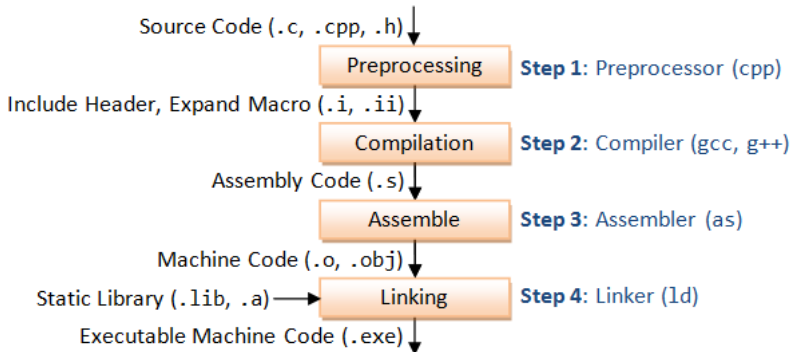 Source Code (.c, .cpp, .h)
Preprocessing
Step 1: Preprocessor (cpp)
Include Header, Expand Macro (.i, .ii)
Compilation
Step 2: Compiler (gcc, g++)
Assembly Code (.s)
Assemble
Step 3: Assembler (as)
Machine Code (.o, .obj)
Static Library (.lib, .a)
Linking
Step 4: Linker (ld)
Executable Machine Code (.exe)